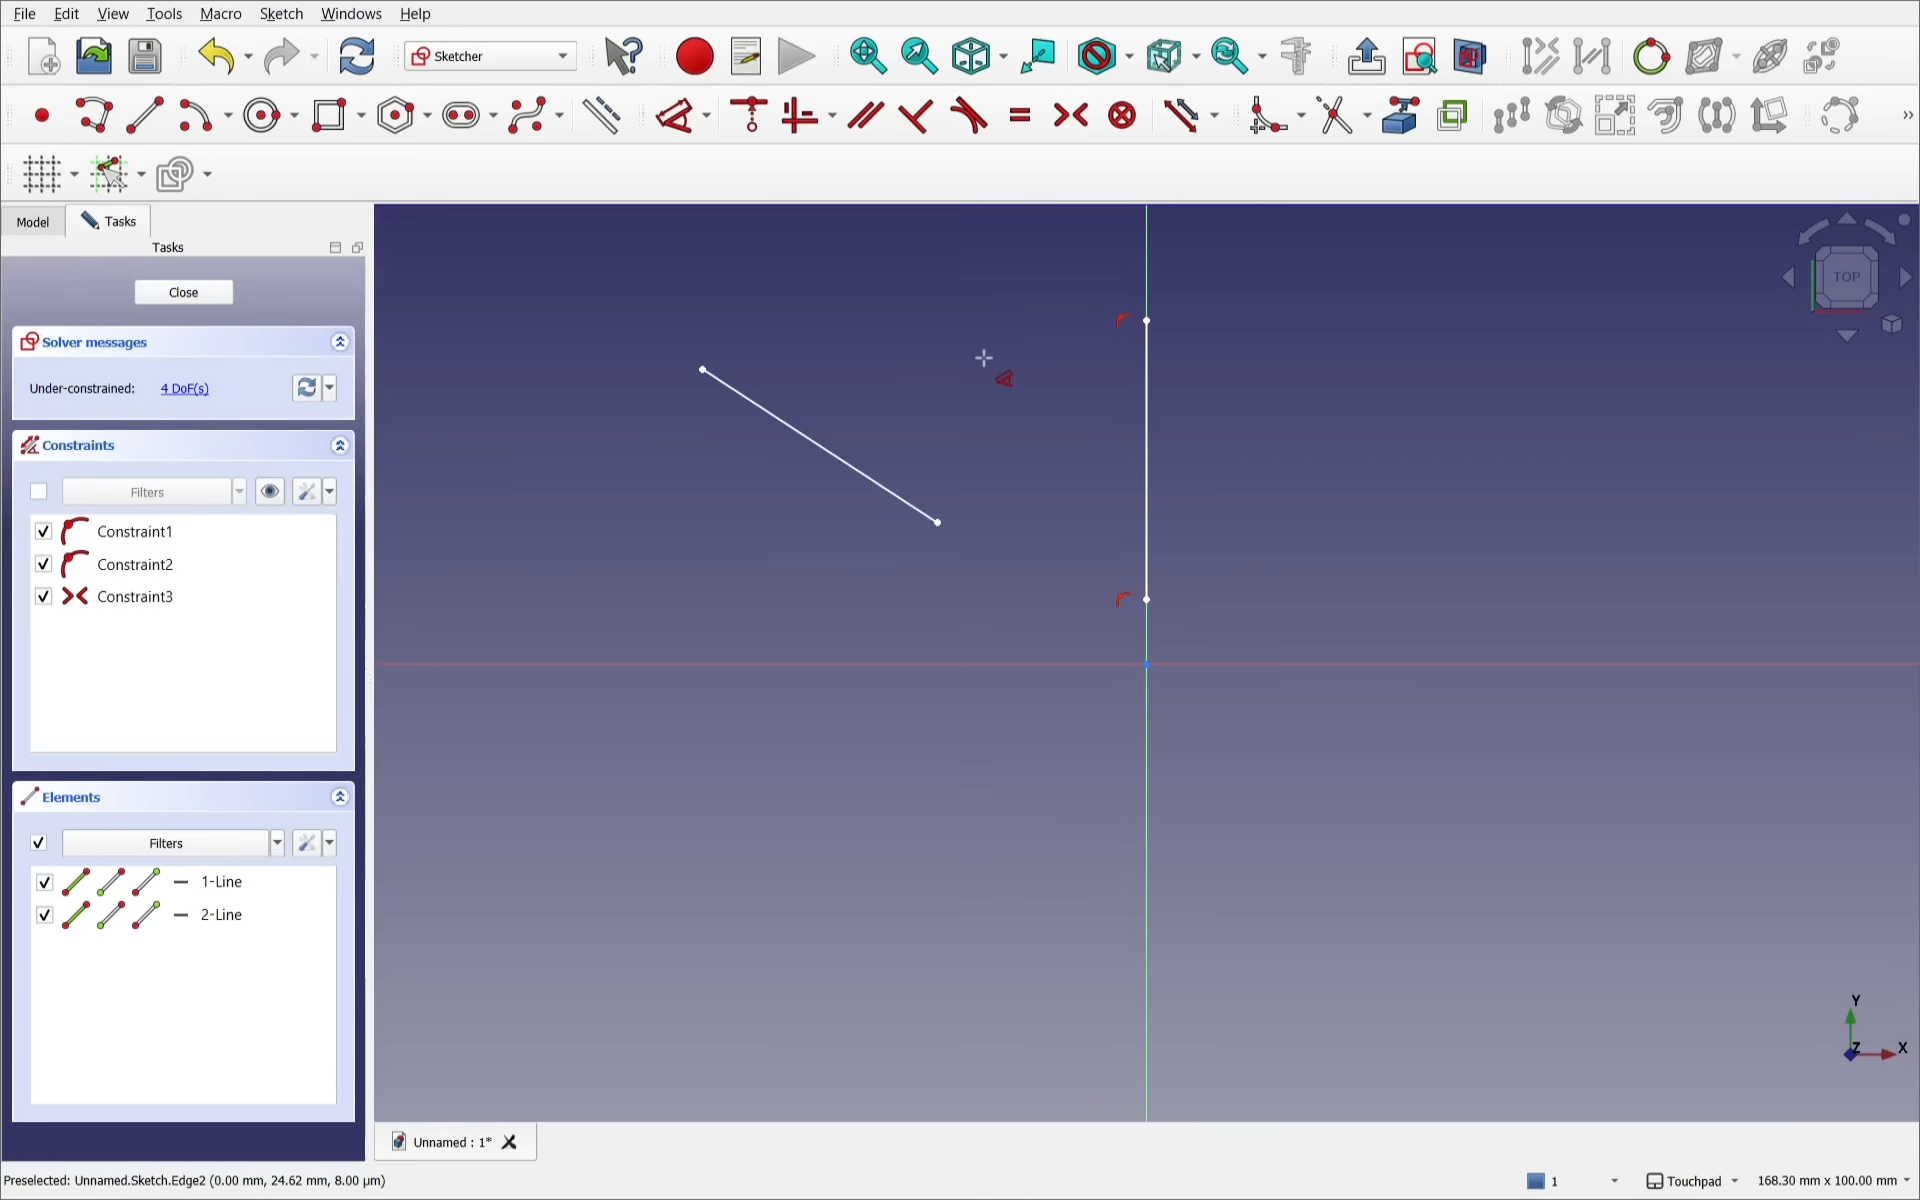 File Edit View Tools Macro Sketch Windows Help
Sketcher
Model Tasks
Tasks
Close
Solver messages
Under-constrained: 4 DoF(s)
Constraints
Filters
Constraint1
Constraint2
Constraint3
Elements
Filters
1-Line
2-Line
TOP
Y
Z
X
Unnamed : 1*
Preselected: Unnamed.Sketch.Edge2 (0.00 mm, 24.62 mm, 8.00 µm)
1 Touchpad 168.30 mm x 100.00 mm